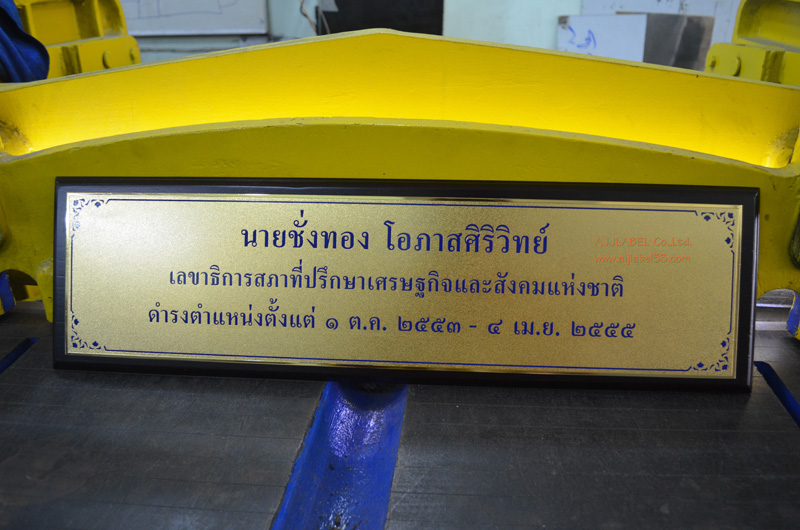 นายชั่งทอง โอภาสศิริวิทย์
เลขาธิการสภาที่ปรึกษาเศรษฐกิจและสังคมแห่งชาติ
ดำรงตำแหน่งตั้งแต่ ๑ ต.ค. ๒๕๕๓ - ๔ เม.ย. ๒๕๕๕
A.I.LABEL Co.,Ltd.